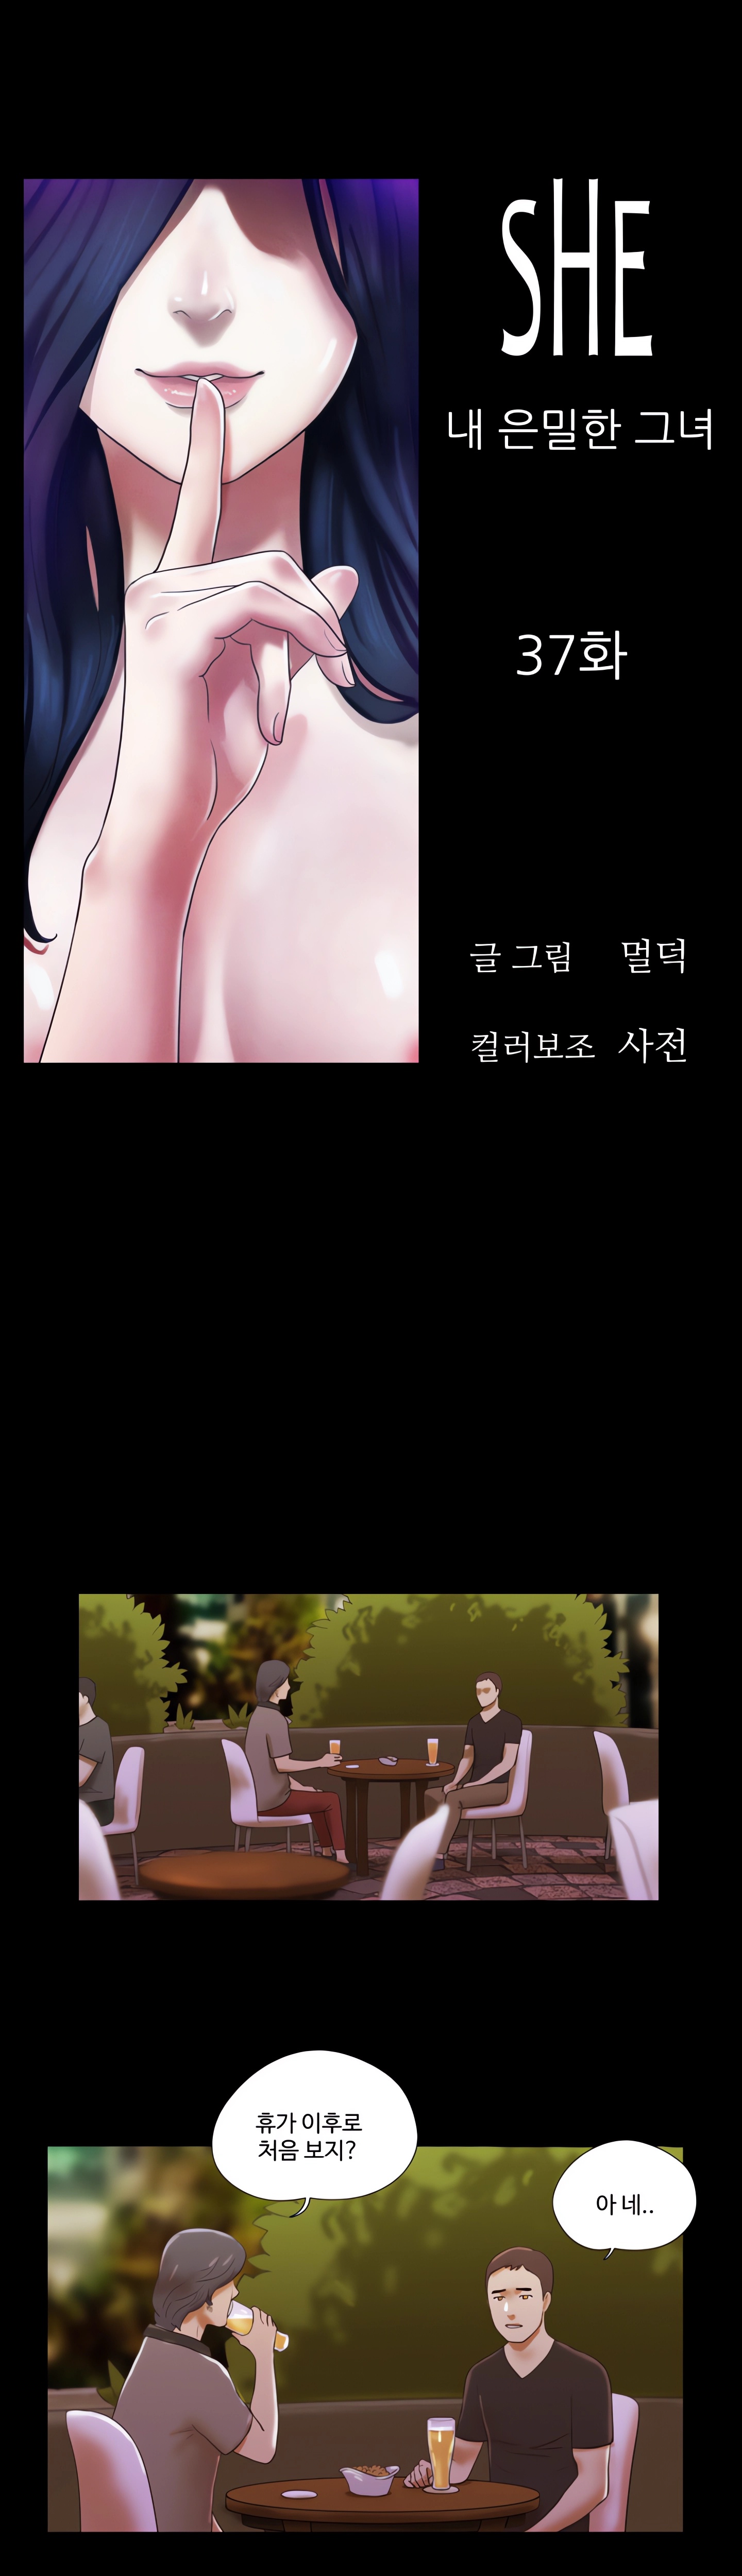 SHE
내 은밀한 그녀
37화
글 그림 멀덕
컬러보조 사전
휴가 이후로
처음 보지?
아 네..